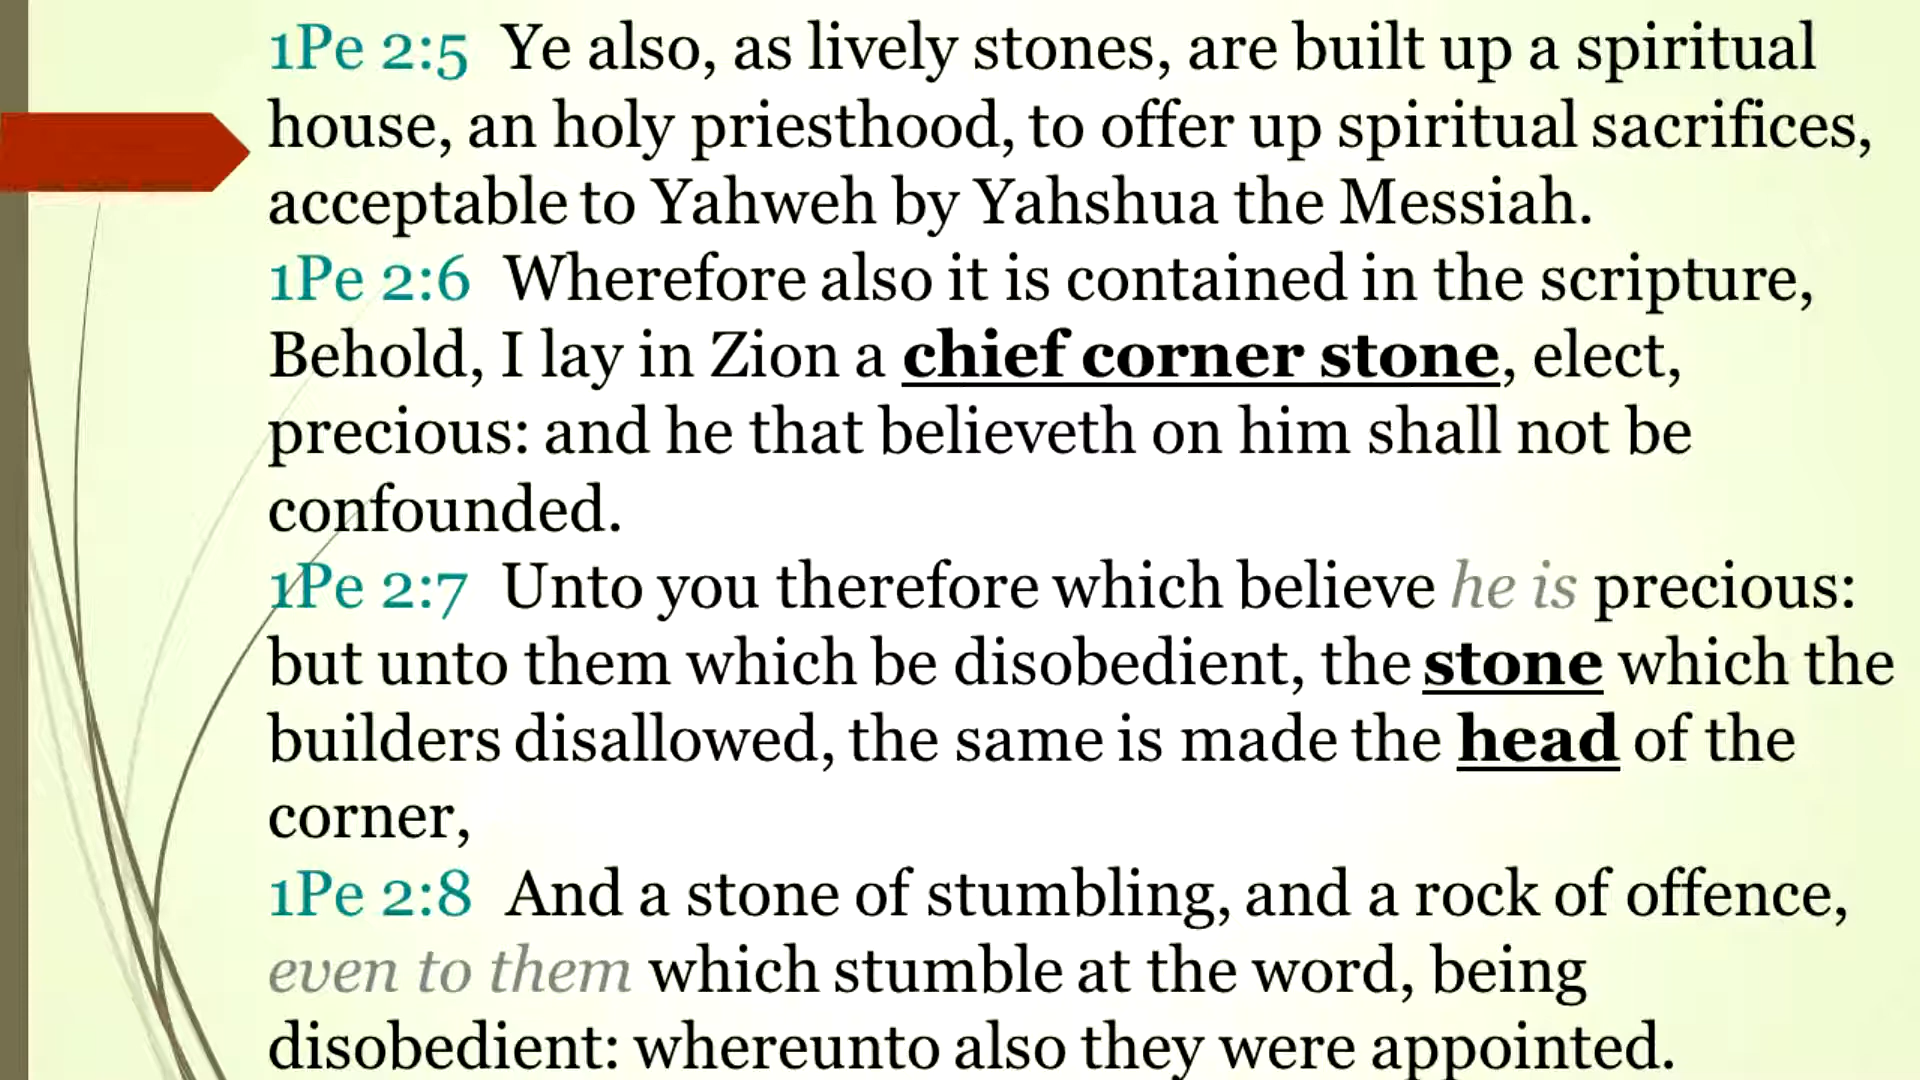 1Pe 2:5 Ye also, as lively stones, are built up a spiritual
house, an holy priesthood, to offer up spiritual sacrifices,
acceptable to Yahweh by Yahshua the Messiah.
1Pe 2:6 Wherefore also it is contained in the scripture,
Behold, I lay in Zion a chief corner stone, elect,
precious: and he that believeth on him shall not be
confounded.
1Pe 2:7 Unto you therefore which believe he is precious:
but unto them which be disobedient, the stone which the
builders disallowed, the same is made the head of the
corner,
1Pe 2:8 And a stone of stumbling, and a rock of offence,
even to them which stumble at the word, being
disobedient: whereunto also they were appointed.